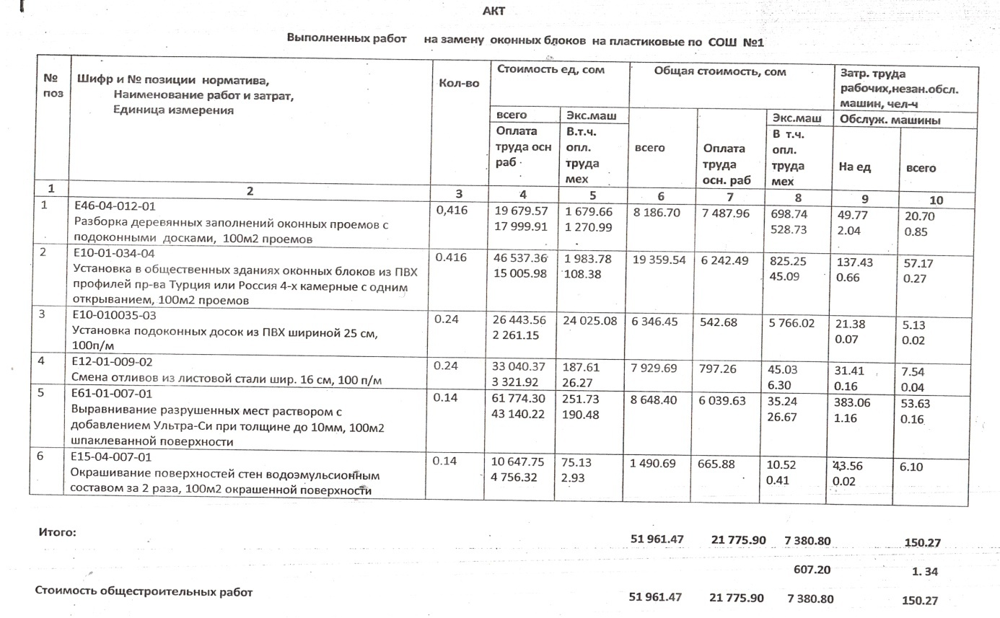 АКТ
Выполненных работ на замену оконных блоков на пластиковые по СОШ №1
№ поз Шифр и № позиции норматива, Наименование работ и затрат, Единица измерения Кол-во Стоимость ед, сом Общая стоимость, сом Затр. труда рабочих,незан.обсл. машин, чел-ч
всего Экс.маш Экс.маш Обслуж. машины
Оплата труда осн раб В.т.ч. опл. труда мех всего Оплата труда осн. раб В т.ч. опл. труда мех На ед всего
1 2 3 4 5 6 7 8 9 10
1 Е46-04-012-01 0,416 19 679.57 1 679.66 8 186.70 7 487.96 698.74 49.77 20.70
Разборка деревянных заполнений оконных проемов с 17 999.91 1 270.99 528.73 2.04 0.85
подоконными досками, 100м2 проемов
2 Е10-01-034-04 0.416 46 537.36 1 983.78 19 359.54 6 242.49 825.25 137.43 57.17
Установка в общественных зданиях оконных блоков из ПВХ 15 005.98 108.38 45.09 0.66 0.27
профилей пр-ва Турция или Россия 4-х камерные с одним
открыванием, 100м2 проемов
3 Е10-010035-03 0.24 26 443.56 24 025.08 6 346.45 542.68 5 766.02 21.38 5.13
Установка подоконных досок из ПВХ шириной 25 см, 2 261.15 0.07 0.02
100п/м
4 Е12-01-009-02 0.24 33 040.37 187.61 7 929.69 797.26 45.03 31.41 7.54
Смена отливов из листовой стали шир. 16 см, 100 п/м 3 321.92 26.27 6.30 0.16 0.04
5 Е61-01-007-01 0.14 61 774.30 251.73 8 648.40 6 039.63 35.24 383.06 53.63
Выравнивание разрушенных мест раствором с 43 140.22 190.48 26.67 1.16 0.16
добавлением Ультра-Си при толщине до 10мм, 100м2
шпаклеванной поверхности
6 Е15-04-007-01 0.14 10 647.75 75.13 1 490.69 665.88 10.52 43.56 6.10
Окрашивание поверхностей стен водоэмульсионным 4 756.32 2.93 0.41 0.02
составом за 2 раза, 100м2 окрашенной поверхности
Итого: 51 961.47 21 775.90 7 380.80 150.27
607.20 1. 34
Стоимость общестроительных работ 51 961.47 21 775.90 7 380.80 150.27